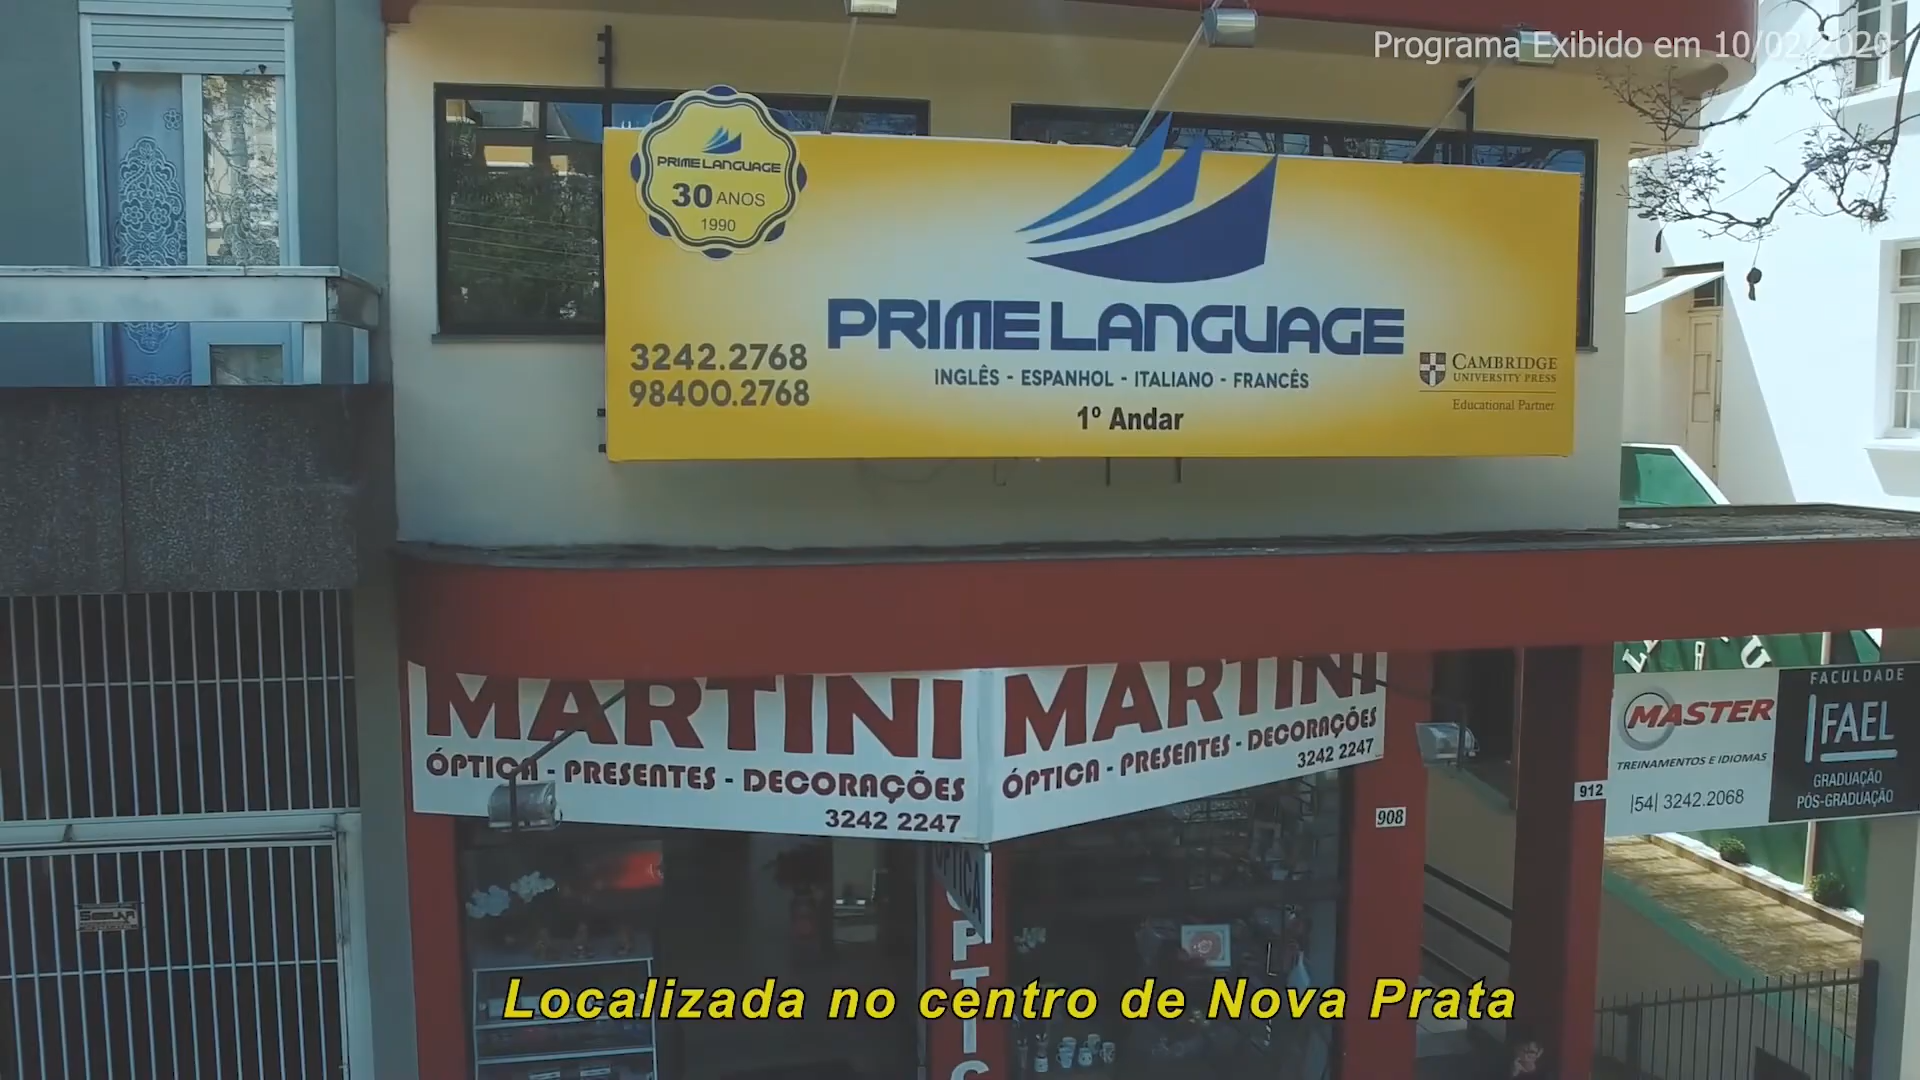 Programa Exibido em 10/02/2020
PRIME LANGUAGE
30 ANOS
1990
PRIME LANGUAGE
3242.2768
98400.2768
INGLÊS - ESPANHOL - ITALIANO - FRANCÊS
1º Andar
CAMBRIDGE
UNIVERSITY PRESS
Educational Partner
MARTINI
ÓPTICA - PRESENTES - DECORAÇÕES
3242 2247
MARTINI
ÓPTICA - PRESENTES - DECORAÇÕES
3242 2247
908
912
MASTER
TREINAMENTOS E IDIOMAS
|54| 3242.2068
FACULDADE
FAEL
GRADUAÇÃO
PÓS-GRADUAÇÃO
ÓPTICA
Localizada no centro de Nova Prata